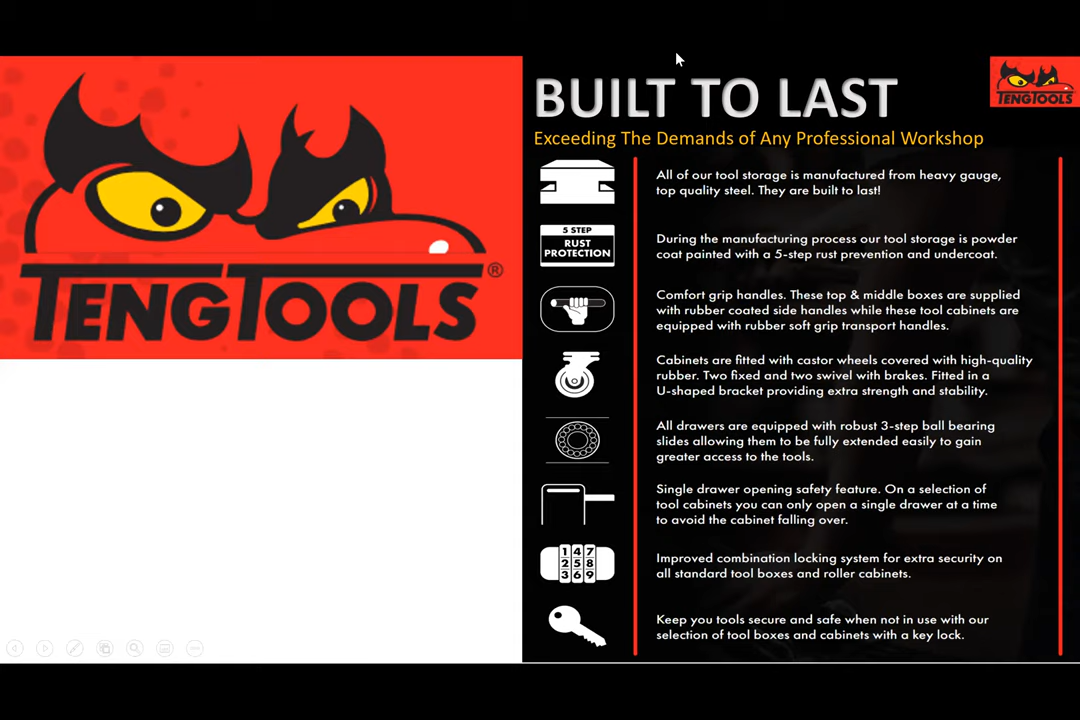 TENGTOOLS®
BUILT TO LAST
TENGTOOLS
Exceeding The Demands of Any Professional Workshop
All of our tool storage is manufactured from heavy gauge,
top quality steel. They are built to last!
5 STEP
RUST
PROTECTION
During the manufacturing process our tool storage is powder
coat painted with a 5-step rust prevention and undercoat.
Comfort grip handles. These top & middle boxes are supplied
with rubber coated side handles while these tool cabinets are
equipped with rubber soft grip transport handles.
Cabinets are fitted with castor wheels covered with high-quality
rubber. Two fixed and two swivel with brakes. Fitted in a
U-shaped bracket providing extra strength and stability.
All drawers are equipped with robust 3-step ball bearing
slides allowing them to be fully extended easily to gain
greater access to the tools.
Single drawer opening safety feature. On a selection of
tool cabinets you can only open a single drawer at a time
to avoid the cabinet falling over.
1 4 7
2 5 8
3 6 9
Improved combination locking system for extra security on
all standard tool boxes and roller cabinets.
Keep you tools secure and safe when not in use with our
selection of tool boxes and cabinets with a key lock.